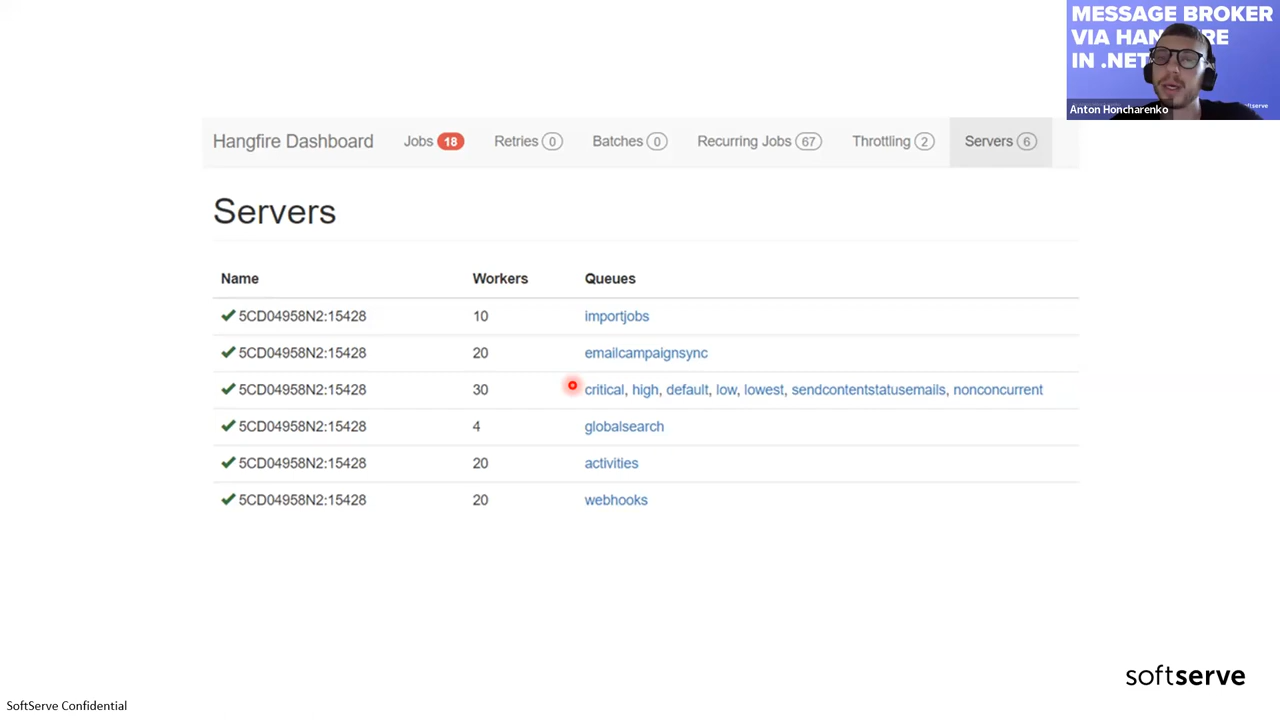 MESSAGE BROKER
VIA HAN RE
IN .NET
Anton Honcharenko
Hangfire Dashboard Jobs 18 Retries 0 Batches 0 Recurring Jobs 67 Throttling 2 Servers 6
Servers
Name Workers Queues
5CD04958N2:15428 10 importjobs
5CD04958N2:15428 20 emailcampaignsync
5CD04958N2:15428 30 critical, high, default, low, lowest, sendcontentstatusemails, nonconcurrent
5CD04958N2:15428 4 globalsearch
5CD04958N2:15428 20 activities
5CD04958N2:15428 20 webhooks
softserve
SoftServe Confidential